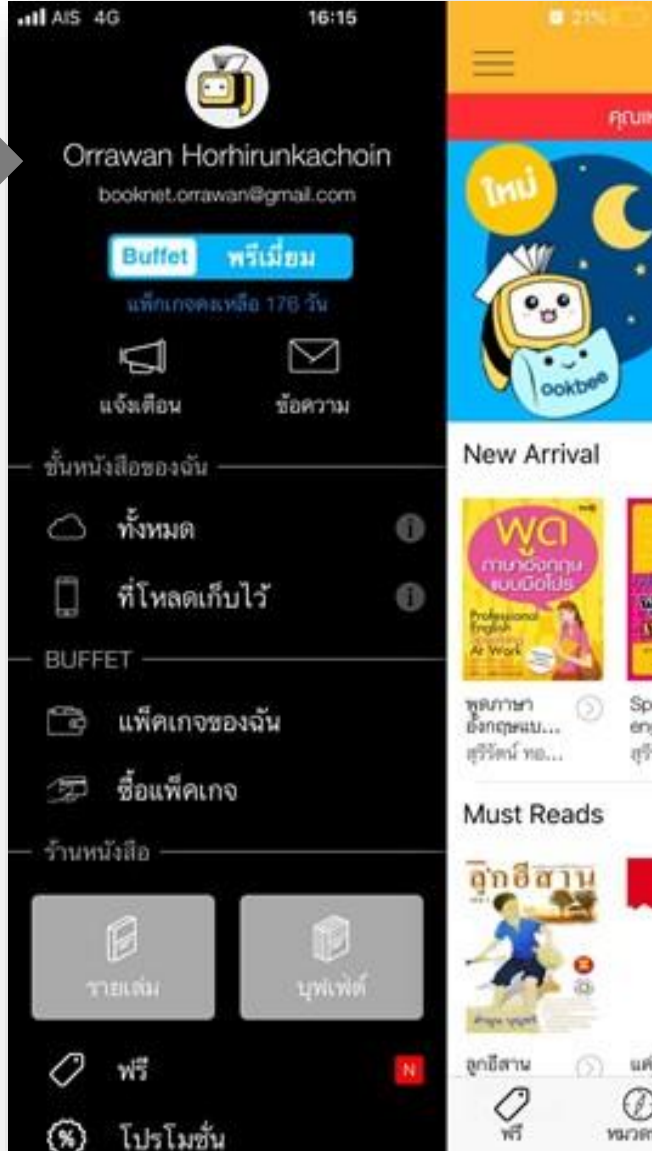 AIS 4G
16:15
21%
Orrawan Horhirunkachoin
booknet.orrawan@gmail.com
Buffet พรีเมี่ยม
แพ็กเกจคงเหลือ 176 วัน
แจ้งเตือน
ข้อความ
ชั้นหนังสือของฉัน
ทั้งหมด
ที่โหลดเก็บไว้
BUFFET
แพ็คเกจของฉัน
ซื้อแพ็คเกจ
ร้านหนังสือ
รายเล่ม
บุฟเฟ่ต์
ฟรี
N
โปรโมชั่น
ใหม่
ookbee
New Arrival
พูด
ภาษาอังกฤษ
แบบมือโปร
Professional
English
At Work
พูดภาษา
อังกฤษแบ...
สุรีรัตน์ ทอ...
Must Reads
ลูกอีสาน
ลูกอีสาน
ฟรี